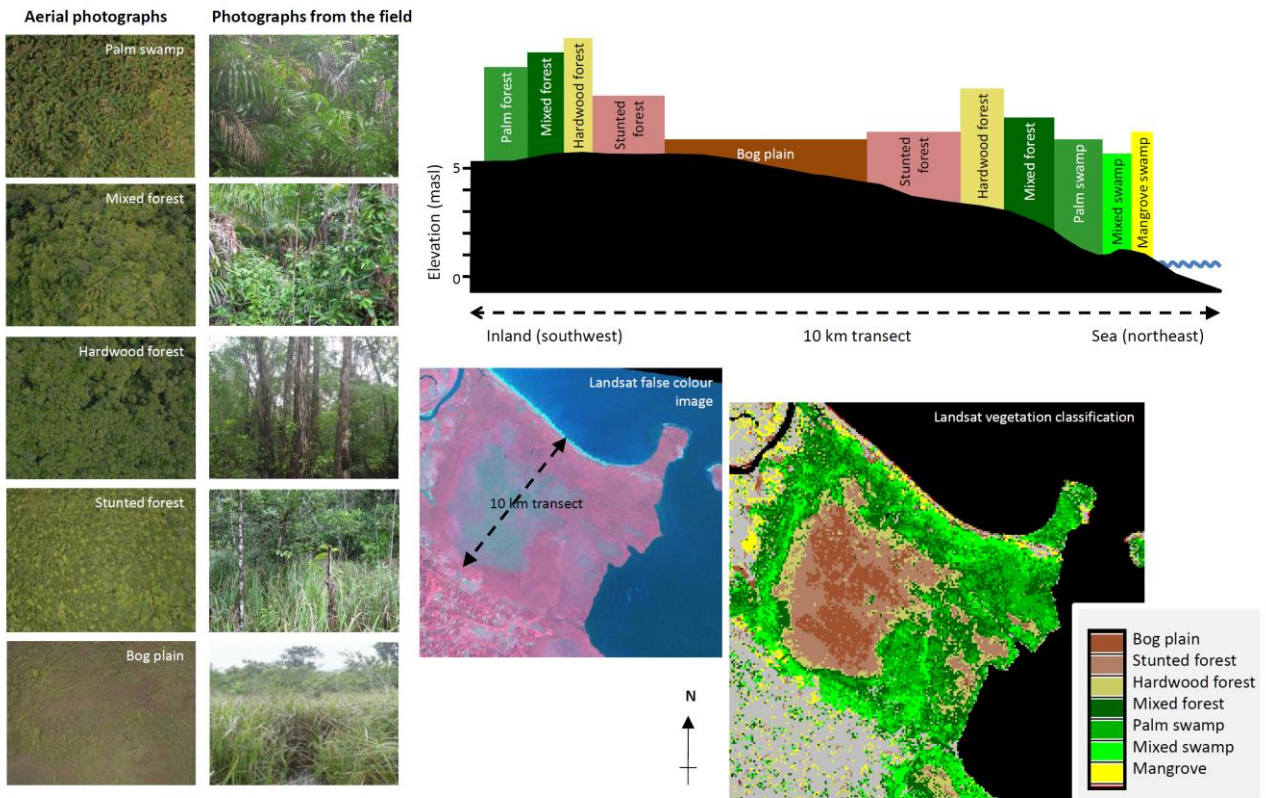 Aerial photographs
Photographs from the field
Palm swamp
Mixed forest
Hardwood forest
Stunted forest
Bog plain
Palm forest
Mixed forest
Hardwood forest
Stunted
forest
Bog plain
Stunted
forest
Hardwood forest
Mixed forest
Palm swamp
Mixed swamp
Mangrove swamp
Elevation (masl)
5
0
Inland (southwest)
10 km transect
Sea (northeast)
Landsat false colour
image
10 km transect
N
Landsat vegetation classification
Bog plain
Stunted forest
Hardwood forest
Mixed forest
Palm swamp
Mixed swamp
Mangrove